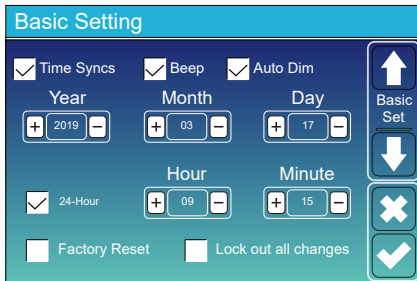 Basic Setting
Time Syncs Beep Auto Dim
Year Month Day
+ 2019 − + 03 − + 17 −
Basic
Set
Hour Minute
24-Hour + 09 − + 15 −
Factory Reset Lock out all changes